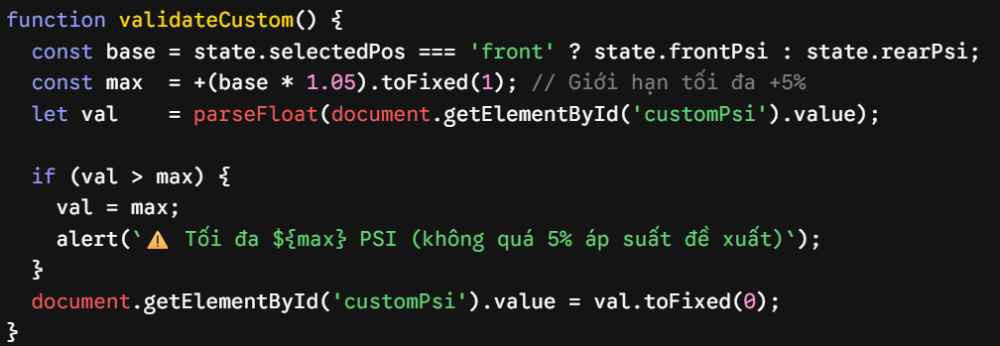 function validateCustom() {
  const base = state.selectedPos === 'front' ? state.frontPsi : state.rearPsi;
  const max  = +(base * 1.05).toFixed(1); // Giới hạn tối đa +5%
  let val    = parseFloat(document.getElementById('customPsi').value);

  if (val > max) {
    val = max;
    alert(`⚠️ Tối đa ${max} PSI (không quá 5% áp suất đề xuất)`);
  }
  document.getElementById('customPsi').value = val.toFixed(0);
}